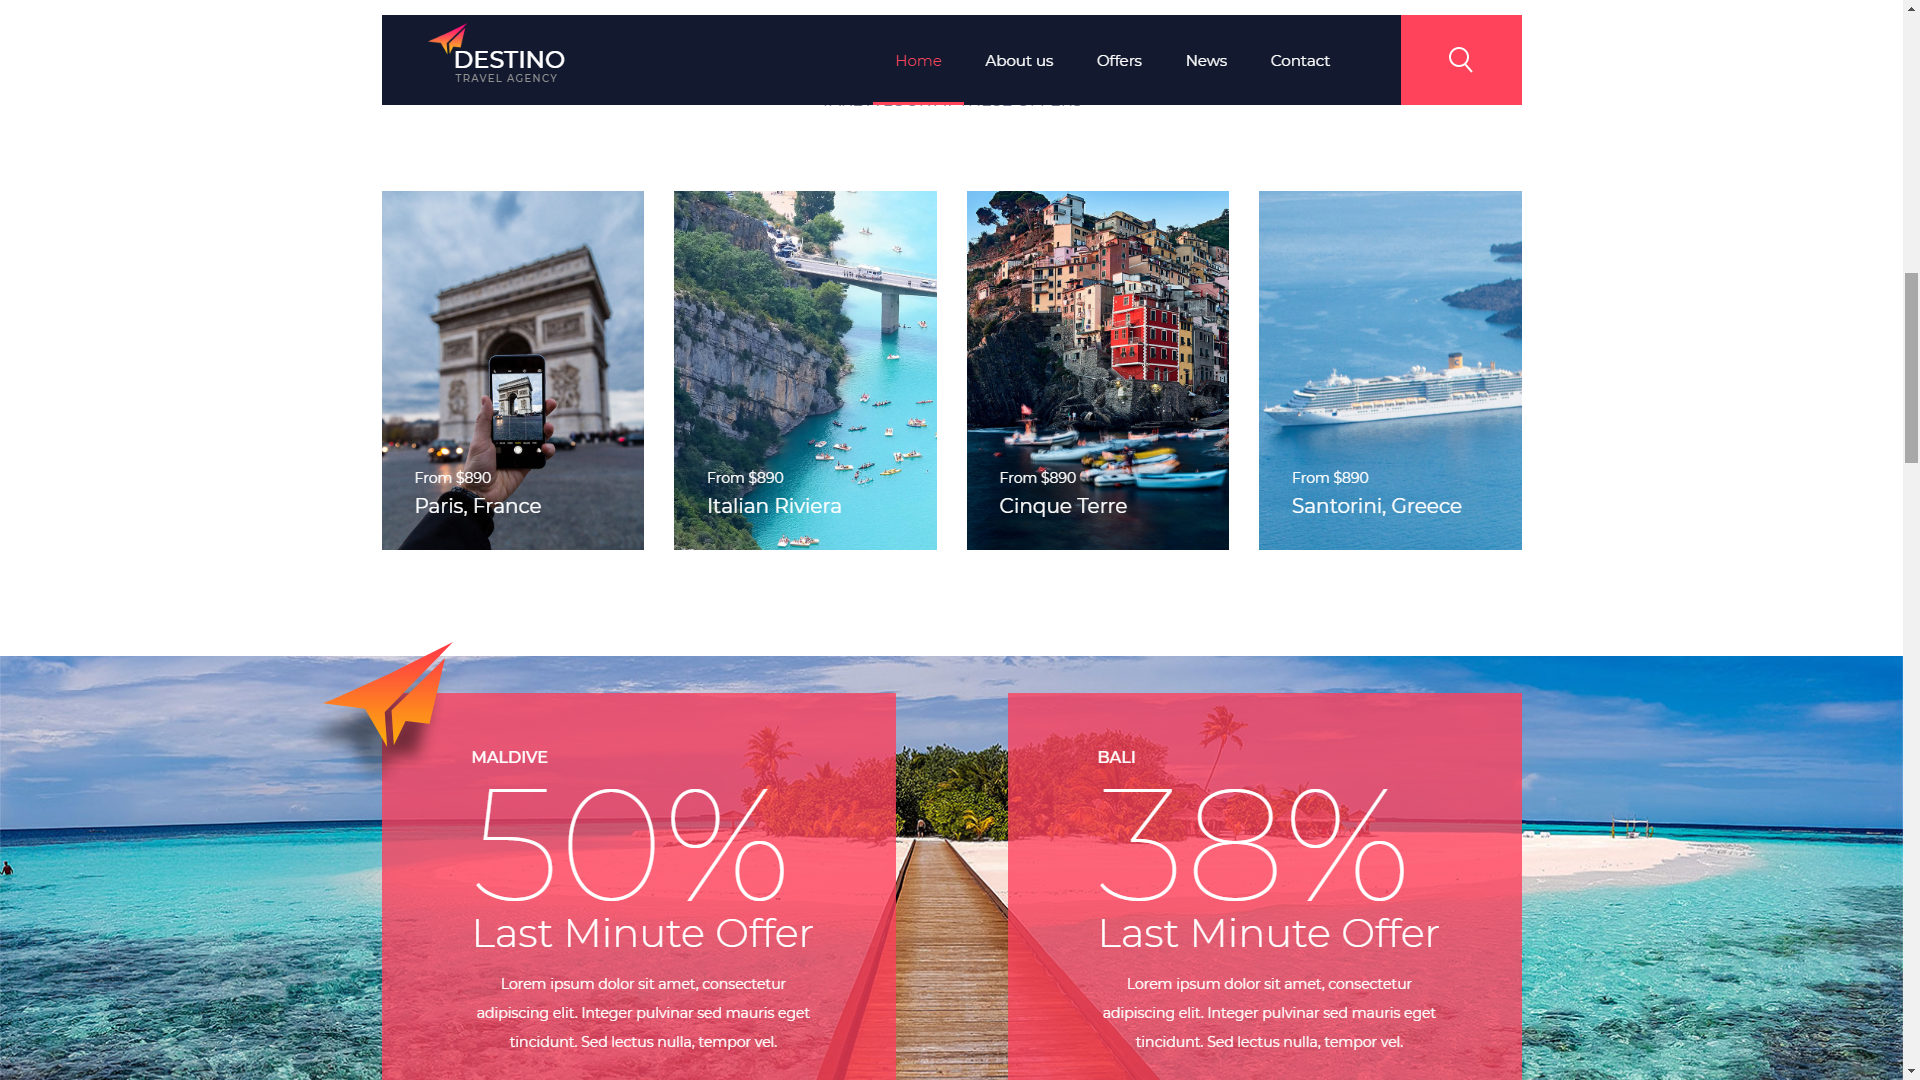 DESTINO
TRAVEL AGENCY
Home
About us
Offers
News
Contact
From $890
Paris, France
From $890
Italian Riviera
From $890
Cinque Terre
From $890
Santorini, Greece
MALDIVE
50%
Last Minute Offer
Lorem ipsum dolor sit amet, consectetur
adipiscing elit. Integer pulvinar sed mauris eget
tincidunt. Sed lectus nulla, tempor vel.
BALI
38%
Last Minute Offer
Lorem ipsum dolor sit amet, consectetur
adipiscing elit. Integer pulvinar sed mauris eget
tincidunt. Sed lectus nulla, tempor vel.